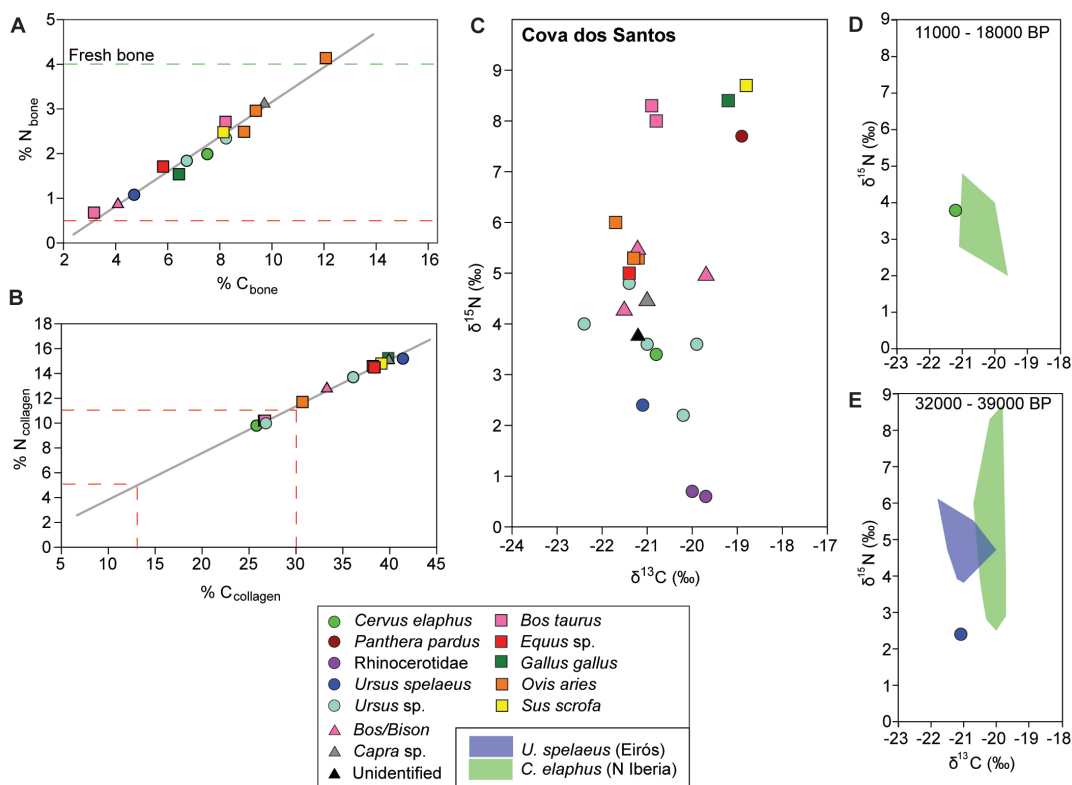 A
Fresh bone
% N bone
5
4
3
2
1
0
2 4 6 8 10 12 14 16
% C bone
B
% N collagen
18
16
14
12
10
8
6
4
2
0
5 10 15 20 25 30 35 40 45
% C collagen
C
Cova dos Santos
δ15N (‰)
9
8
7
6
5
4
3
2
1
0
-24 -23 -22 -21 -20 -19 -18 -17
δ13C (‰)
D
11000 - 18000 BP
δ15N (‰)
9
8
7
6
5
4
3
2
1
0
-23 -22 -21 -20 -19 -18
E
32000 - 39000 BP
δ15N (‰)
9
8
7
6
5
4
3
2
1
0
-23 -22 -21 -20 -19 -18
δ13C (‰)
Cervus elaphus
Panthera pardus
Rhinocerotidae
Ursus spelaeus
Ursus sp.
Bos/Bison
Capra sp.
Unidentified
Bos taurus
Equus sp.
Gallus gallus
Ovis aries
Sus scrofa
U. spelaeus (Eirós)
C. elaphus (N Iberia)